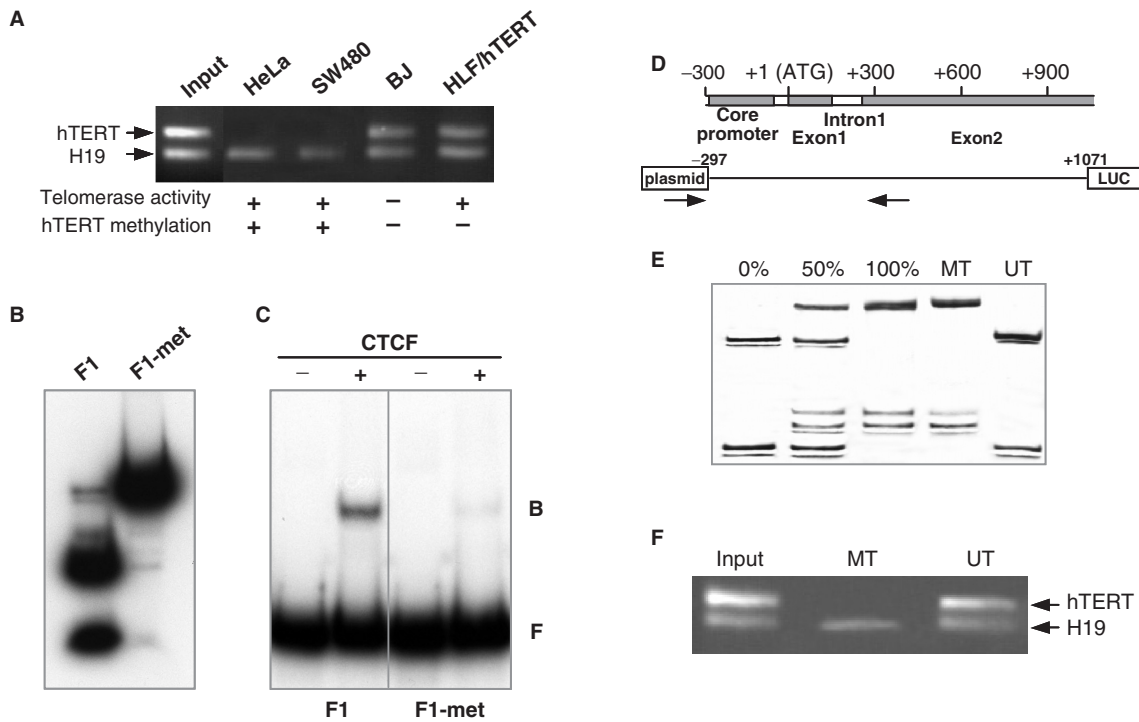 A
Input HeLa SW480 BJ HLF/hTERT
hTERT
H19
Telomerase activity + + – +
hTERT methylation + + – –
B
F1 F1-met
C
CTCF
– + – +
B
F
F1 F1-met
D
–300 +1 (ATG) +300 +600 +900
Core promoter
Exon1
Intron1
Exon2
–297 +1071
plasmid LUC
E
0% 50% 100% MT UT
F
Input MT UT
hTERT
H19